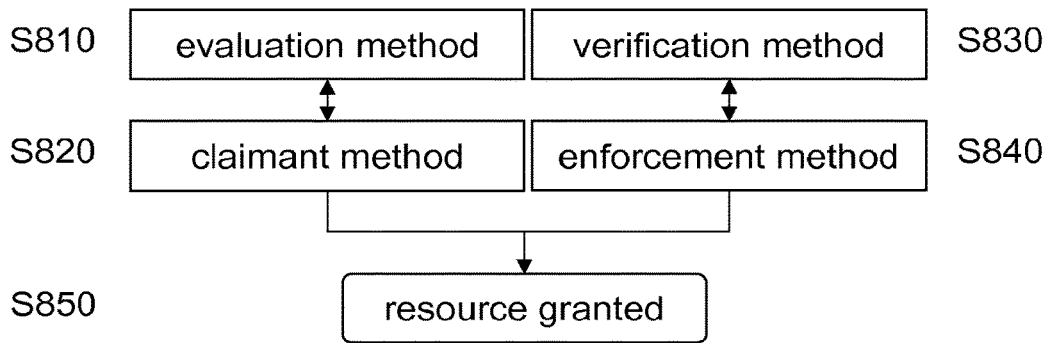 S810 evaluation method verification method S830
S820 claimant method enforcement method S840
S850 resource granted